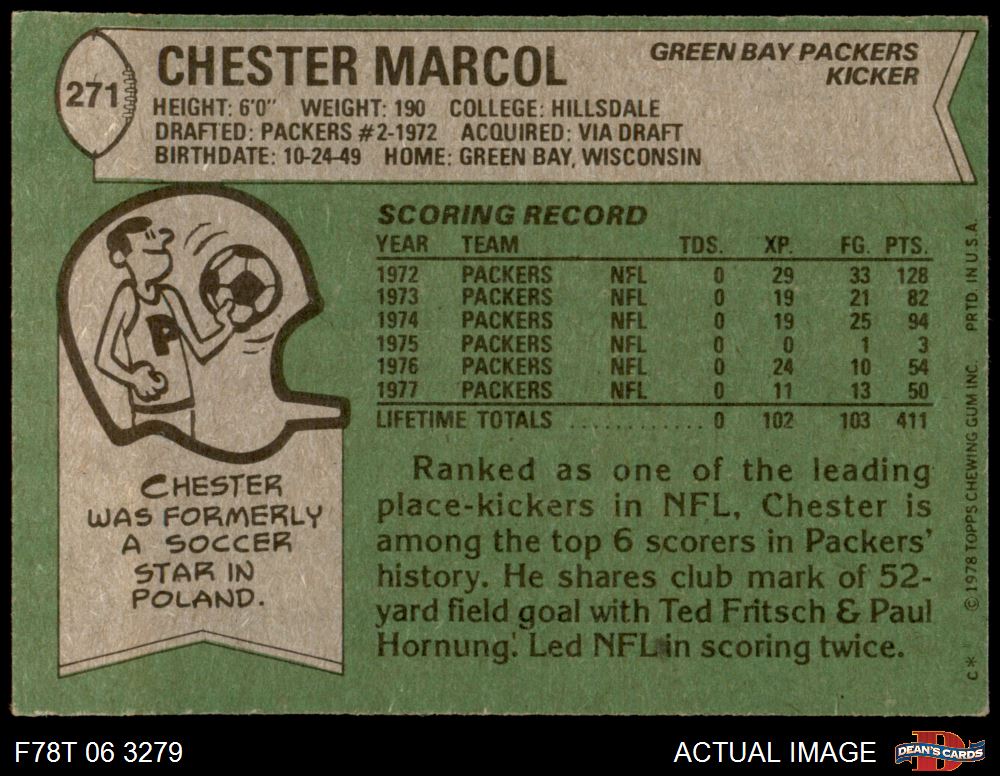 271
CHESTER MARCOL
GREEN BAY PACKERS
KICKER
HEIGHT: 6'0" WEIGHT: 190 COLLEGE: HILLSDALE
DRAFTED: PACKERS #2-1972 ACQUIRED: VIA DRAFT
BIRTHDATE: 10-24-49 HOME: GREEN BAY, WISCONSIN
SCORING RECORD
YEAR TEAM TDS. XP. FG. PTS.
1972 PACKERS NFL 0 29 33 128
1973 PACKERS NFL 0 19 21 82
1974 PACKERS NFL 0 19 25 94
1975 PACKERS NFL 0 0 1 3
1976 PACKERS NFL 0 24 10 54
1977 PACKERS NFL 0 11 13 50
LIFETIME TOTALS ............ 0 102 103 411
P
CHESTER
WAS FORMERLY
A SOCCER
STAR IN
POLAND.
Ranked as one of the leading
place-kickers in NFL, Chester is
among the top 6 scorers in Packers'
history. He shares club mark of 52-
yard field goal with Ted Fritsch & Paul
Hornung. Led NFL in scoring twice.
C* © 1978 TOPPS CHEWING GUM INC. PRTD. IN U.S.A.
F78T 06 3279
ACTUAL IMAGE
DEAN'S CARDS